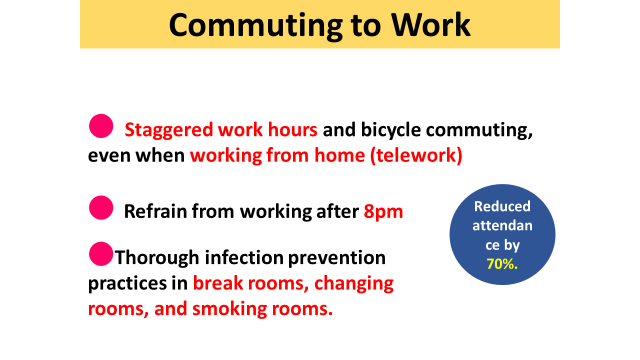 Commuting to Work
Staggered work hours and bicycle commuting,
even when working from home (telework)
Refrain from working after 8pm
Thorough infection prevention
practices in break rooms, changing
rooms, and smoking rooms.
Reduced
attendan
ce by
70%.